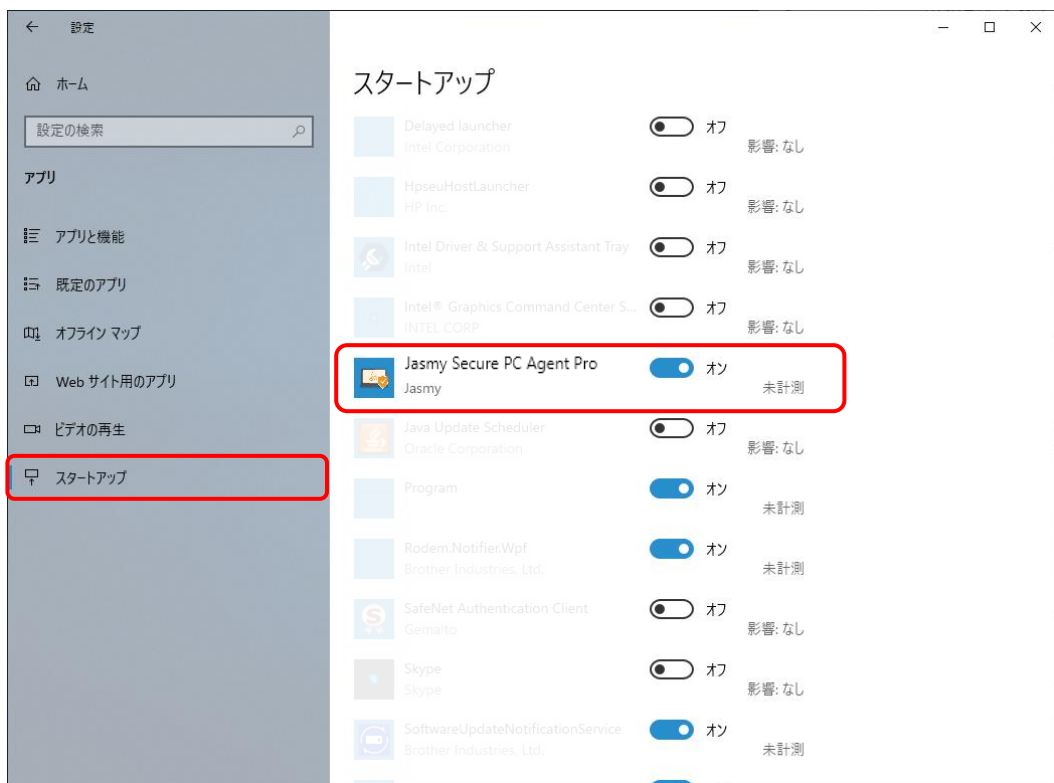 設定
ホーム
設定の検索
アプリ
アプリと機能
既定のアプリ
オフライン マップ
Web サイト用のアプリ
ビデオの再生
スタートアップ
スタートアップ
Delayed launcher
オフ
Intel Corporation
影響: なし
HpseuHostLauncher
オフ
HP Inc.
影響: なし
Intel Driver & Support Assistant Tray
オフ
Intel
影響: なし
Intel® Graphics Command Center S...
オフ
INTEL CORP
影響: なし
Jasmy Secure PC Agent Pro
オン
Jasmy
未計測
Java Update Scheduler
オフ
Oracle Corporation
影響: なし
Program
オン
未計測
Rodem.Notifier.Wpf
オン
Brother Industries, Ltd.
未計測
SafeNet Authentication Client
オフ
Gemalto
影響: なし
Skype
オフ
Skype
影響: なし
SoftwareUpdateNotificationService
オン
Brother Industries, Ltd.
未計測